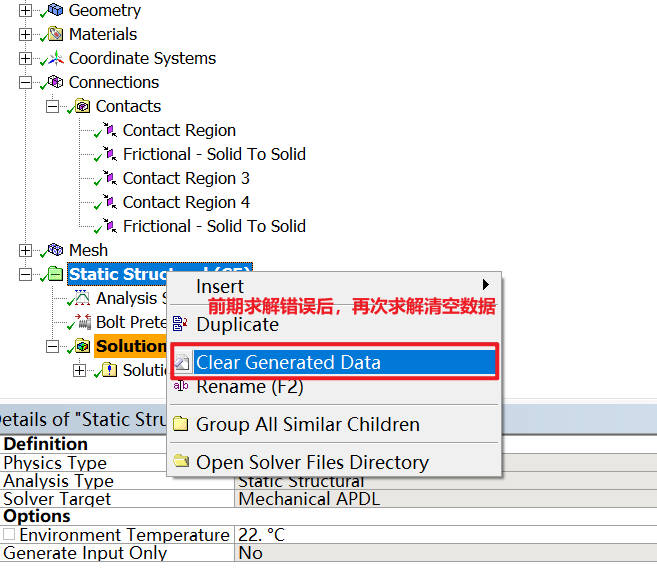 Geometry
Materials
Coordinate Systems
Connections
Contacts
Contact Region
Frictional - Solid To Solid
Contact Region 3
Contact Region 4
Frictional - Solid To Solid
Mesh
Static Structural (C5)
Insert
前期求解错误后，再次求解清空数据
Analysis S
Duplicate
Bolt Prete
Solution
Clear Generated Data
Solutio
Rename (F2)
Group All Similar Children
Open Solver Files Directory
Details of "Static Stru
Definition
Physics Type
Analysis Type Static Structural
Solver Target Mechanical APDL
Options
Environment Temperature 22. °C
Generate Input Only No